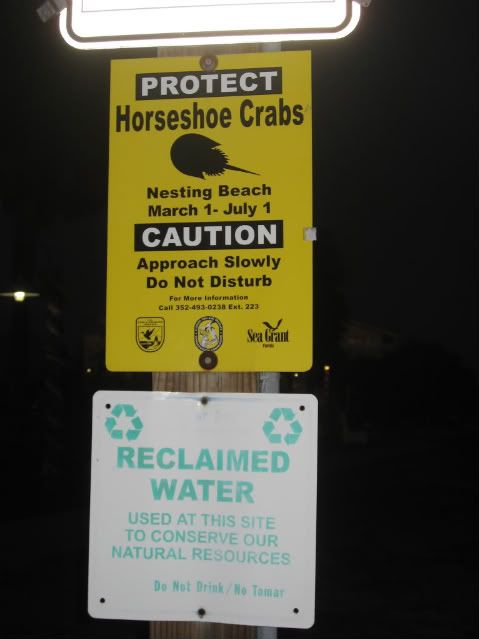 PROTECT
Horseshoe Crabs
Nesting Beach
March 1- July 1
CAUTION
Approach Slowly
Do Not Disturb
For More Information
Call 352-493-0238 Ext. 223
Sea Grant
RECLAIMED
WATER
USED AT THIS SITE
TO CONSERVE OUR
NATURAL RESOURCES
Do Not Drink/No Tomar